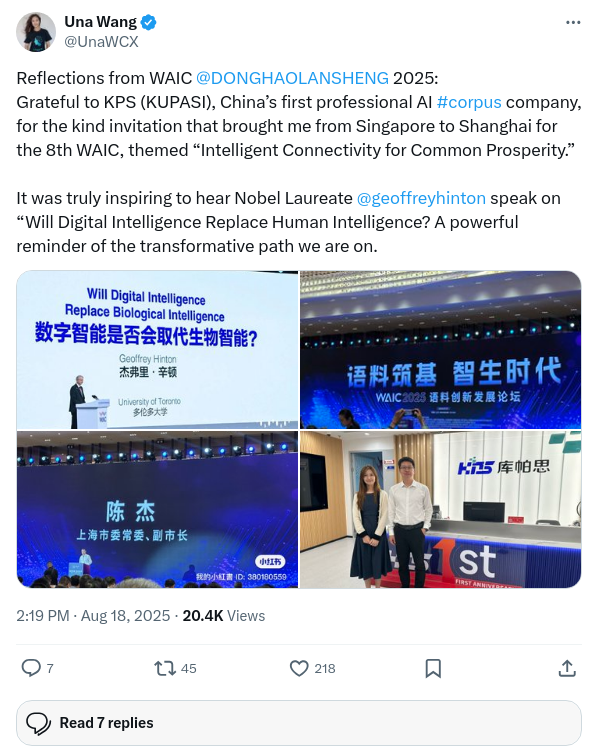 Una Wang
@UnaWCX
Reflections from WAIC @DONGHAOLANSHENG 2025:
Grateful to KPS (KUPASI), China’s first professional AI #corpus company,
for the kind invitation that brought me from Singapore to Shanghai for
the 8th WAIC, themed “Intelligent Connectivity for Common Prosperity.”
It was truly inspiring to hear Nobel Laureate @geoffreyhinton speak on
“Will Digital Intelligence Replace Human Intelligence? A powerful
reminder of the transformative path we are on.
Will Digital Intelligence
Replace Biological Intelligence
数字智能是否会取代生物智能?
Geoffrey Hinton
杰弗里·辛顿
University of Toronto
多伦多大学
语料筑基 智生时代
WAIC2025 语料创新发展论坛
陈 杰
上海市委常委、副市长
小红书
我的小紅書 ID: 380160559
KPS 库帕思
1st
FIRST ANNIVERSARY
2:19 PM · Aug 18, 2025 · 20.4K Views
7 45 218
Read 7 replies